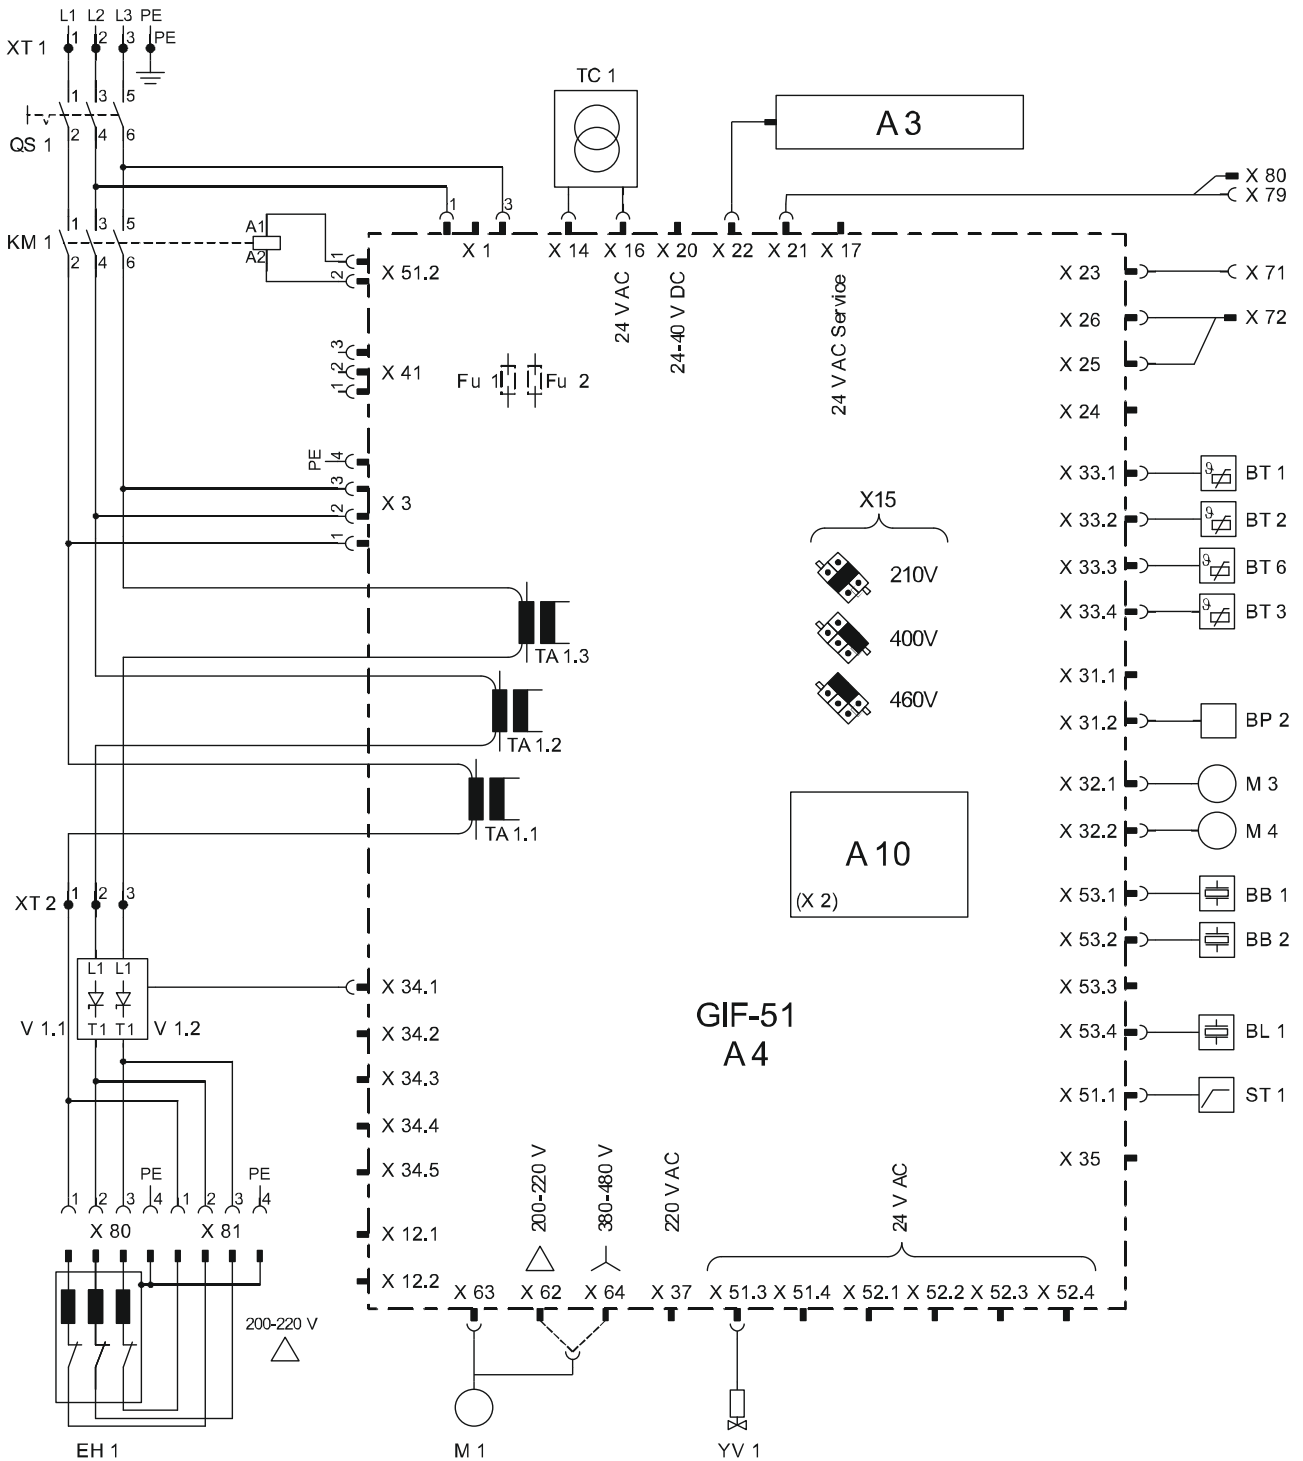 L1 L2 L3 PE
XT 1 1 2 3 PE
TC 1
A 3
1 3 5
QS 1 2 4 6
X 80
X 79
1 3
1 3 5
KM 1 2 4 6
A1
A2
1
2
X 51.2
X 1 X 14 X 16 X 20 X 22 X 21 X 17
24 V AC
24-40 V DC
24 V AC Service
X 23 X 71
X 26 X 72
X 25
X 24
3
2
1
X 41
Fu 1 Fu 2
PE 4
3
2
1
X 3
X 33.1 BT 1
X 33.2 BT 2
X 33.3 BT 6
X 33.4 BT 3
ϑ
ϑ
ϑ
ϑ
X15
210V
400V
460V
TA 1.3
TA 1.2
TA 1.1
X 31.1
X 31.2 BP 2
X 32.1 M 3
X 32.2 M 4
A 10
(X 2)
X 53.1 BB 1
X 53.2 BB 2
X 53.3
X 53.4 BL 1
X 51.1 ST 1
X 35
XT 2 1 2 3
L1 L1
V 1.1 T1 T1 V 1.2
X 34.1
X 34.2
X 34.3
X 34.4
X 34.5
X 12.1
X 12.2
GIF-51
A 4
PE PE
1 2 3 4 1 2 3 4
X 80 X 81
200-220 V
380-480 V
220 V AC
24 V AC
X 63 X 62 X 64 X 37 X 51.3 X 51.4 X 52.1 X 52.2 X 52.3 X 52.4
200-220 V
EH 1
M 1
YV 1